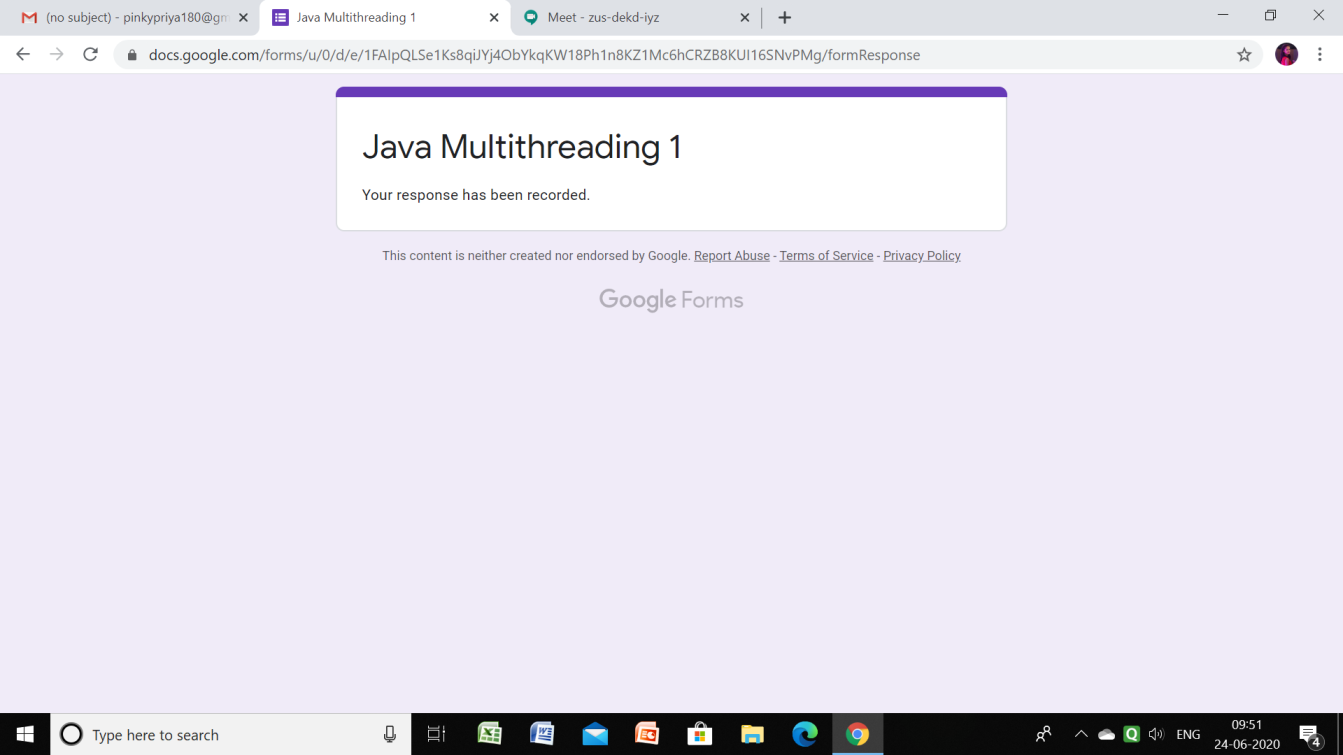 (no subject) - pinkypriya180@gm
Java Multithreading 1
Meet - zus-dekd-iyz
docs.google.com/forms/u/0/d/e/1FAIpQLSe1Ks8qiJYj4ObYkqKW18Ph1n8KZ1Mc6hCRZB8KUI16SNvPMg/formResponse
Java Multithreading 1
Your response has been recorded.
This content is neither created nor endorsed by Google. Report Abuse - Terms of Service - Privacy Policy
Google Forms
Type here to search
ENG
09:51
24-06-2020
4